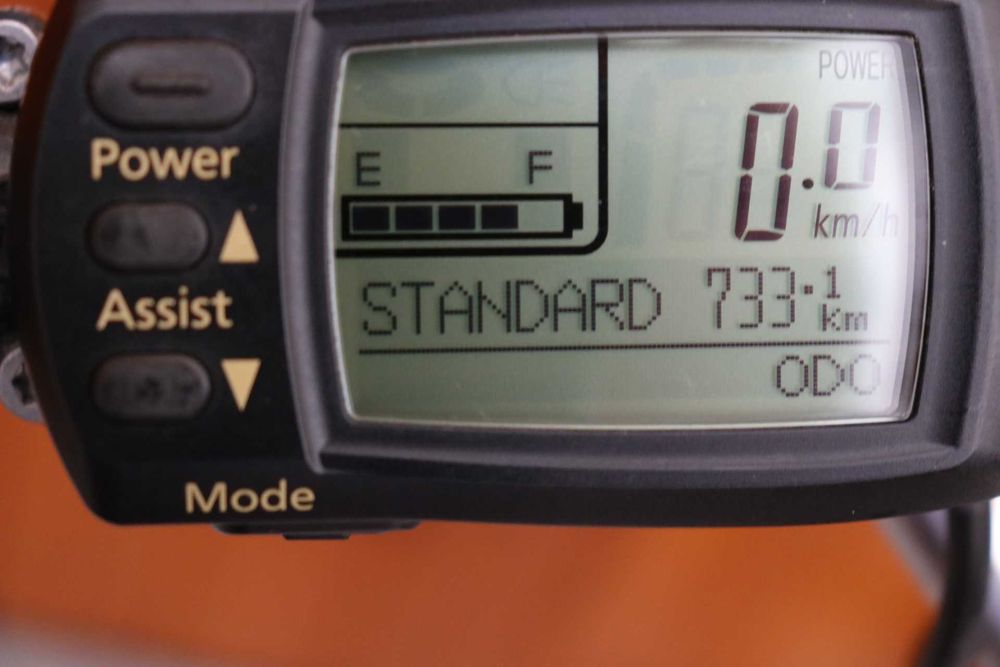 Power
Assist
Mode
E F
POWER
0.0
km/h
STANDARD 733.1 Km
ODO